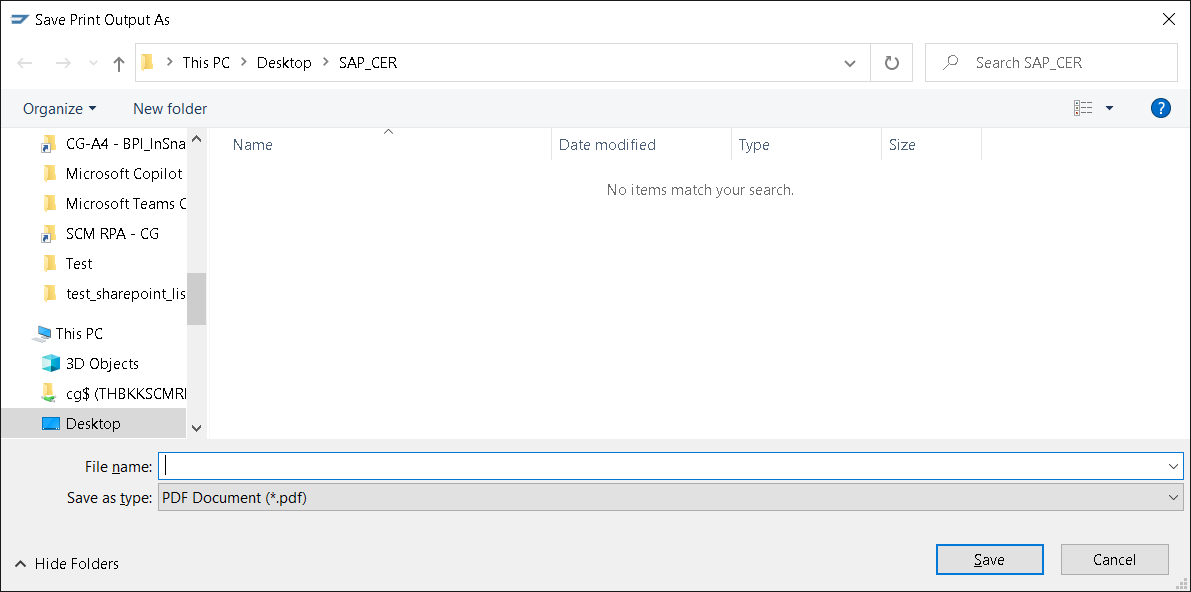 Save Print Output As
This PC > Desktop > SAP_CER
Search SAP_CER
Organize
New folder
?
Name
Date modified
Type
Size
No items match your search.
CG-A4 - BPI_InSna
Microsoft Copilot
Microsoft Teams C
SCM RPA - CG
Test
test_sharepoint_lis
This PC
3D Objects
cg$ (THBKKSCMRI
Desktop
File name:
Save as type: PDF Document (*.pdf)
Hide Folders
Save
Cancel